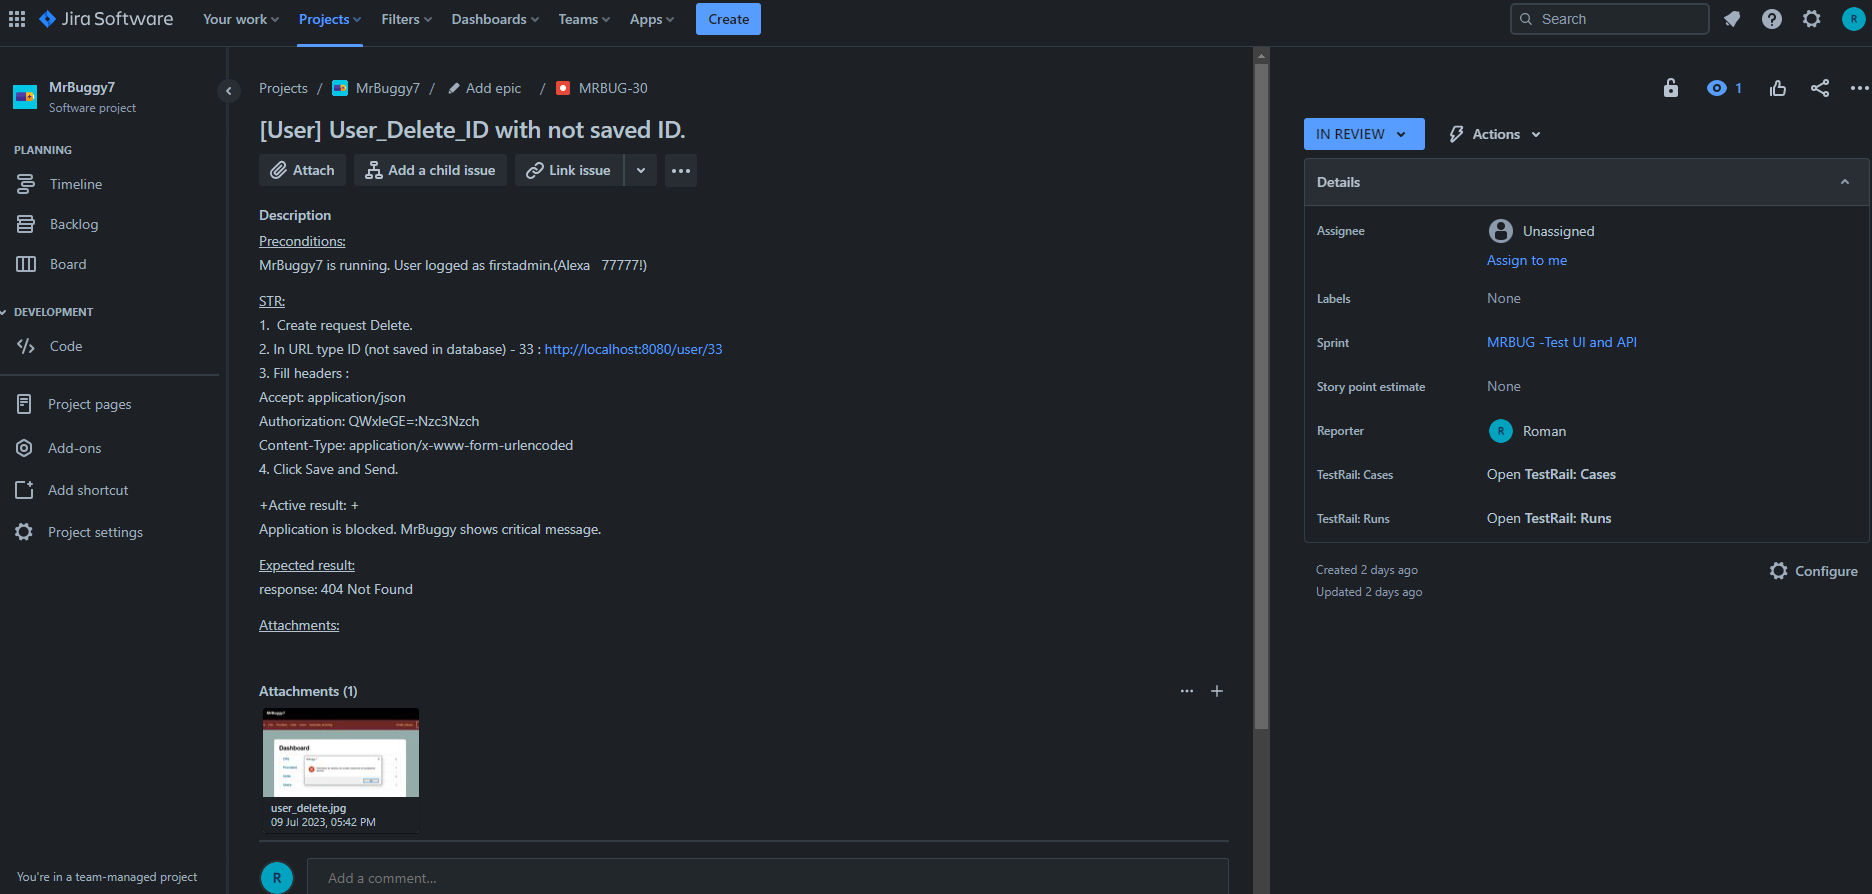 Jira Software Your work Projects Filters Dashboards Teams Apps Create Search R
MrBuggy7
Software project
PLANNING
Timeline
Backlog
Board
DEVELOPMENT
Code
Project pages
Add-ons
Add shortcut
Project settings
You're in a team-managed project
Projects / MrBuggy7 / Add epic / MRBUG-30
[User] User_Delete_ID with not saved ID.
Attach Add a child issue Link issue
Description
Preconditions:
MrBuggy7 is running. User logged as firstadmin.(Alexa 77777!)
STR:
1. Create request Delete.
2. In URL type ID (not saved in database) - 33 : http://localhost:8080/user/33
3. Fill headers :
Accept: application/json
Authorization: QWxleGE=:Nzc3Nzch
Content-Type: application/x-www-form-urlencoded
4. Click Save and Send.
+Active result: +
Application is blocked. MrBuggy shows critical message.
Expected result:
response: 404 Not Found
Attachments:
Attachments (1)
MrBuggy7
Dashboard
user_delete.jpg
09 Jul 2023, 05:42 PM
R Add a comment...
1
IN REVIEW Actions
Details
Assignee Unassigned
Assign to me
Labels None
Sprint MRBUG -Test UI and API
Story point estimate None
Reporter R Roman
TestRail: Cases Open TestRail: Cases
TestRail: Runs Open TestRail: Runs
Created 2 days ago Configure
Updated 2 days ago